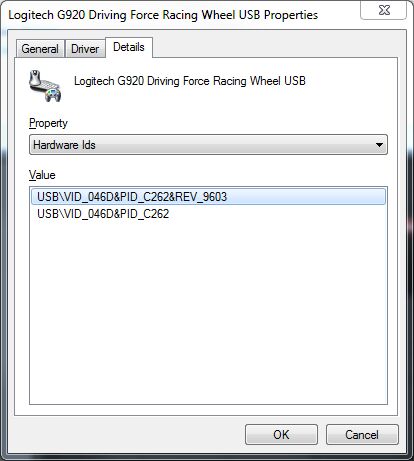 Logitech G920 Driving Force Racing Wheel USB Properties
General Driver Details
Logitech G920 Driving Force Racing Wheel USB
Property
Hardware Ids
Value
USB\VID_046D&PID_C262&REV_9603
USB\VID_046D&PID_C262
OK Cancel